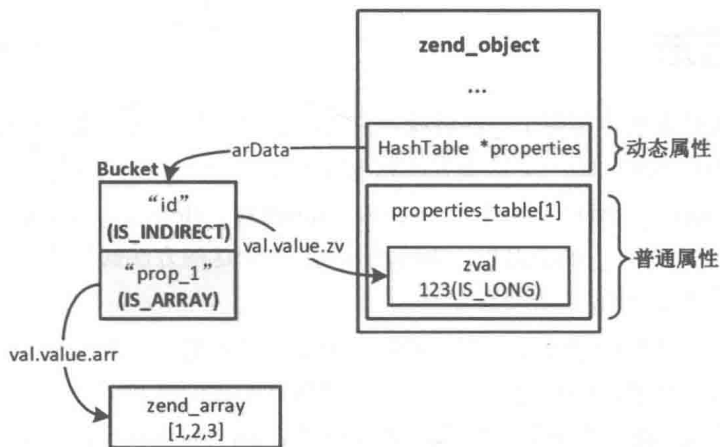 zend_object
...
HashTable *properties
动态属性
arData
Bucket
“id”
(IS_INDIRECT)
val.value.zv
“prop_1”
(IS_ARRAY)
properties_table[1]
zval
123(IS_LONG)
普通属性
val.value.arr
zend_array
[1,2,3]